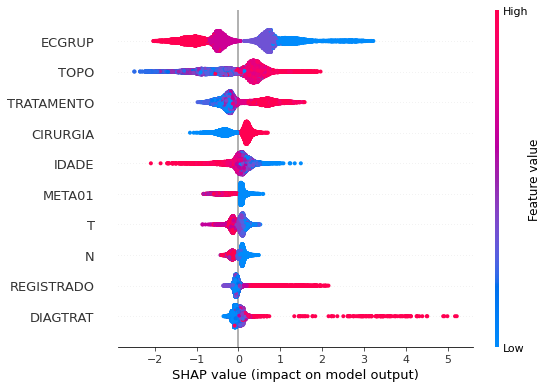 High
ECGRUP
TOPO
TRATAMENTO
CIRURGIA
IDADE
META01
T
N
REGISTRADO
DIAGTRAT
Feature value
Low
−2 −1 0 1 2 3 4 5
SHAP value (impact on model output)